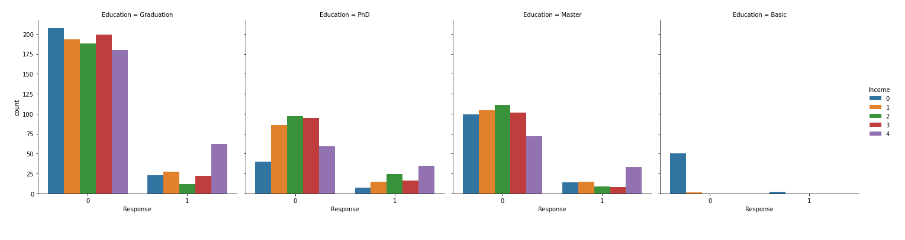 Education = Graduation
Education = PhD
Education = Master
Education = Basic
200
175
150
125
100
75
50
25
0
count
0 1
0 1
0 1
0 1
Response
Response
Response
Response
Income
0
1
2
3
4